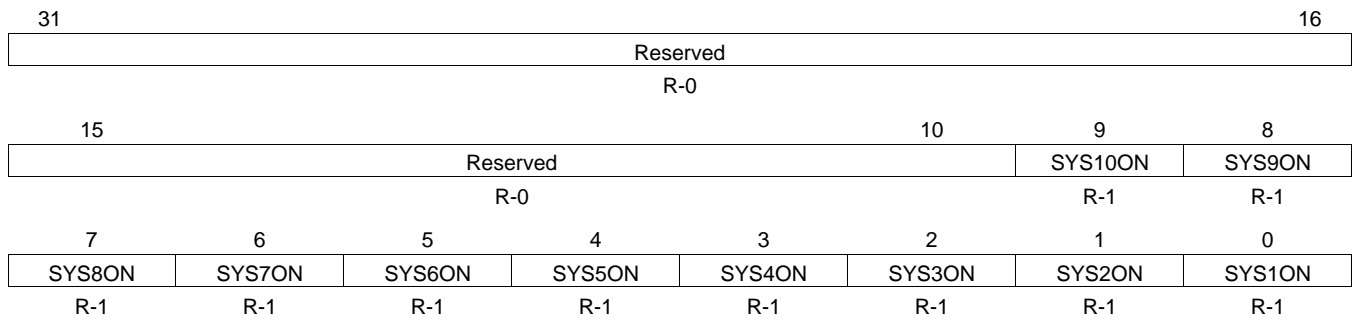 31 16
Reserved
R-0
15 10 9 8
Reserved SYS10ON SYS9ON
R-0 R-1 R-1
7 6 5 4 3 2 1 0
SYS8ON SYS7ON SYS6ON SYS5ON SYS4ON SYS3ON SYS2ON SYS1ON
R-1 R-1 R-1 R-1 R-1 R-1 R-1 R-1